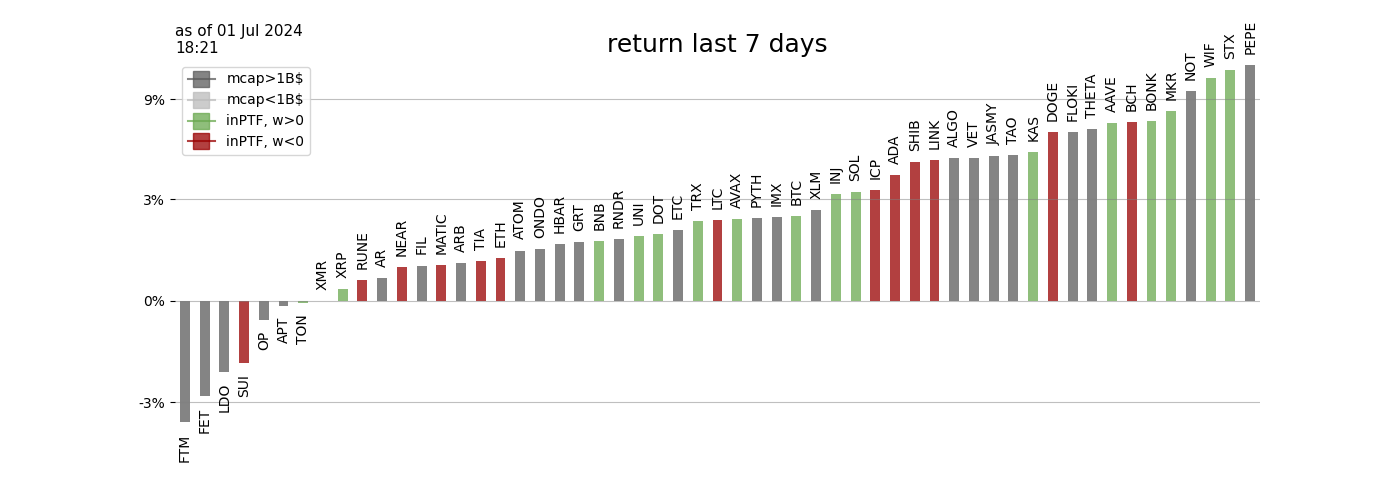 as of 01 Jul 2024
18:21
return last 7 days
mcap>1B$
mcap<1B$
inPTF, w>0
inPTF, w<0
9%
3%
0%
-3%
FTM
FET
LDO
SUI
OP
APT
TON
XMR
XRP
RUNE
AR
NEAR
FIL
MATIC
ARB
TIA
ETH
ATOM
ONDO
HBAR
GRT
BNB
RNDR
UNI
DOT
ETC
TRX
LTC
AVAX
PYTH
IMX
BTC
XLM
INJ
SOL
ICP
ADA
SHIB
LINK
ALGO
VET
JASMY
TAO
KAS
DOGE
FLOKI
THETA
AAVE
BCH
BONK
MKR
NOT
WIF
STX
PEPE